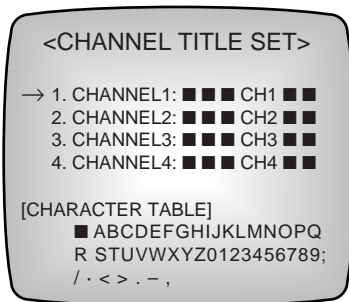 <CHANNEL TITLE SET>
→ 1. CHANNEL1: ■ ■ ■ CH1 ■ ■
2. CHANNEL2: ■ ■ ■ CH2 ■ ■
3. CHANNEL3: ■ ■ ■ CH3 ■ ■
4. CHANNEL4: ■ ■ ■ CH4 ■ ■
[CHARACTER TABLE]
■ ABCDEFGHIJKLMNOPQ
R STUVWXYZ0123456789;
/ · < > . – ,